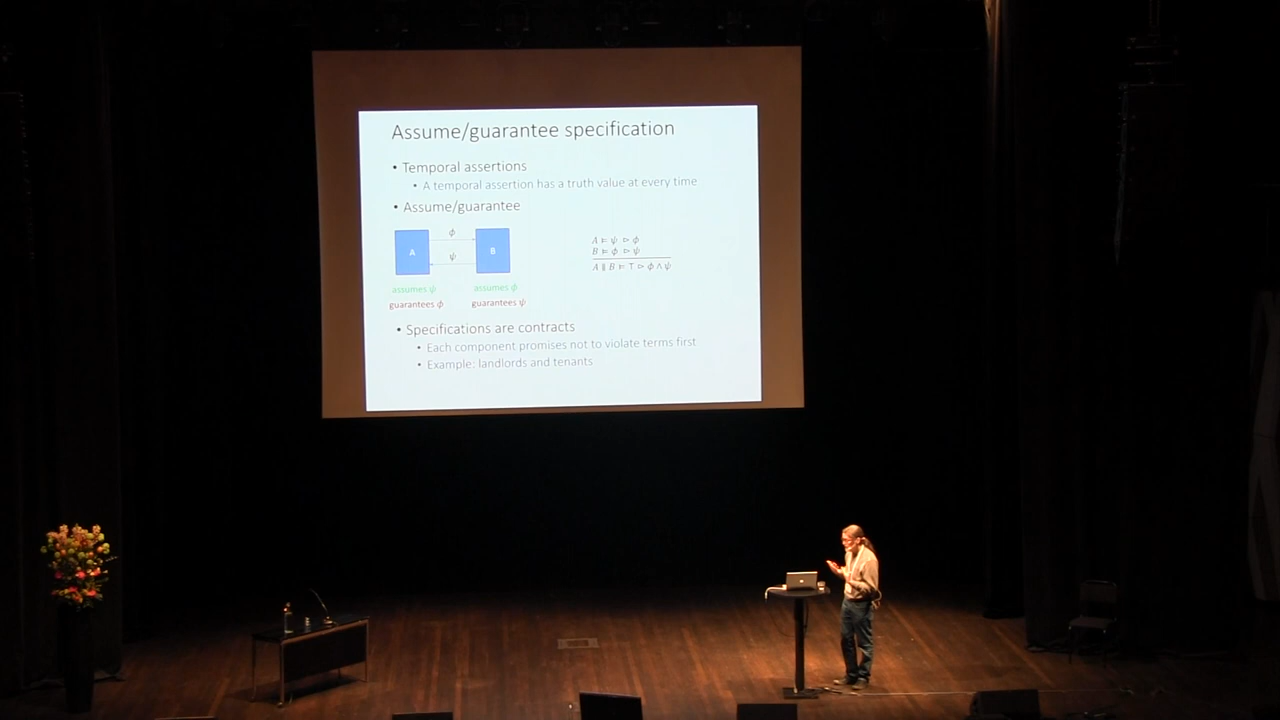 Assume/guarantee specification
• Temporal assertions
• A temporal assertion has a truth value at every time
• Assume/guarantee
ϕ
A
B
ψ
assumes ψ
assumes ϕ
guarantees ϕ
guarantees ψ
A ⊨ ψ ⊳ ϕ
B ⊨ ϕ ⊳ ψ
A ∥ B ⊨ ⊤ ⊳ ϕ ∧ ψ
• Specifications are contracts
• Each component promises not to violate terms first
• Example: landlords and tenants